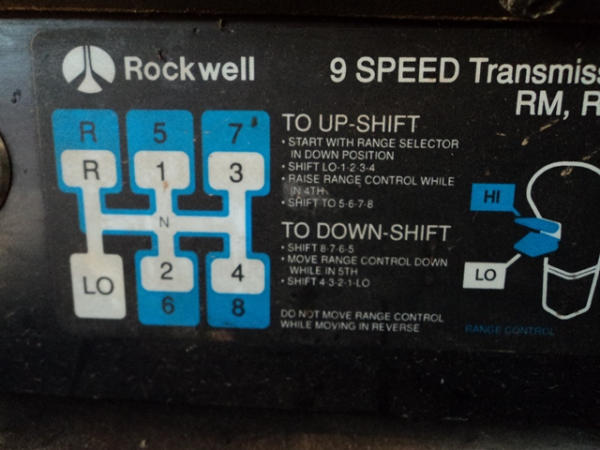 Rockwell
9 SPEED Transmiss
RM, R
R 5 7
R 1 3
N
LO 2 4
6 8
TO UP-SHIFT
• START WITH RANGE SELECTOR
IN DOWN POSITION
• SHIFT LO-1-2-3-4
• RAISE RANGE CONTROL WHILE
IN 4TH
• SHIFT TO 5-6-7-8
TO DOWN-SHIFT
• SHIFT 8-7-6-5
• MOVE RANGE CONTROL DOWN
WHILE IN 5TH
• SHIFT 4-3-2-1-LO
DO NOT MOVE RANGE CONTROL
WHILE MOVING IN REVERSE
HI
LO
RANGE CONTROL